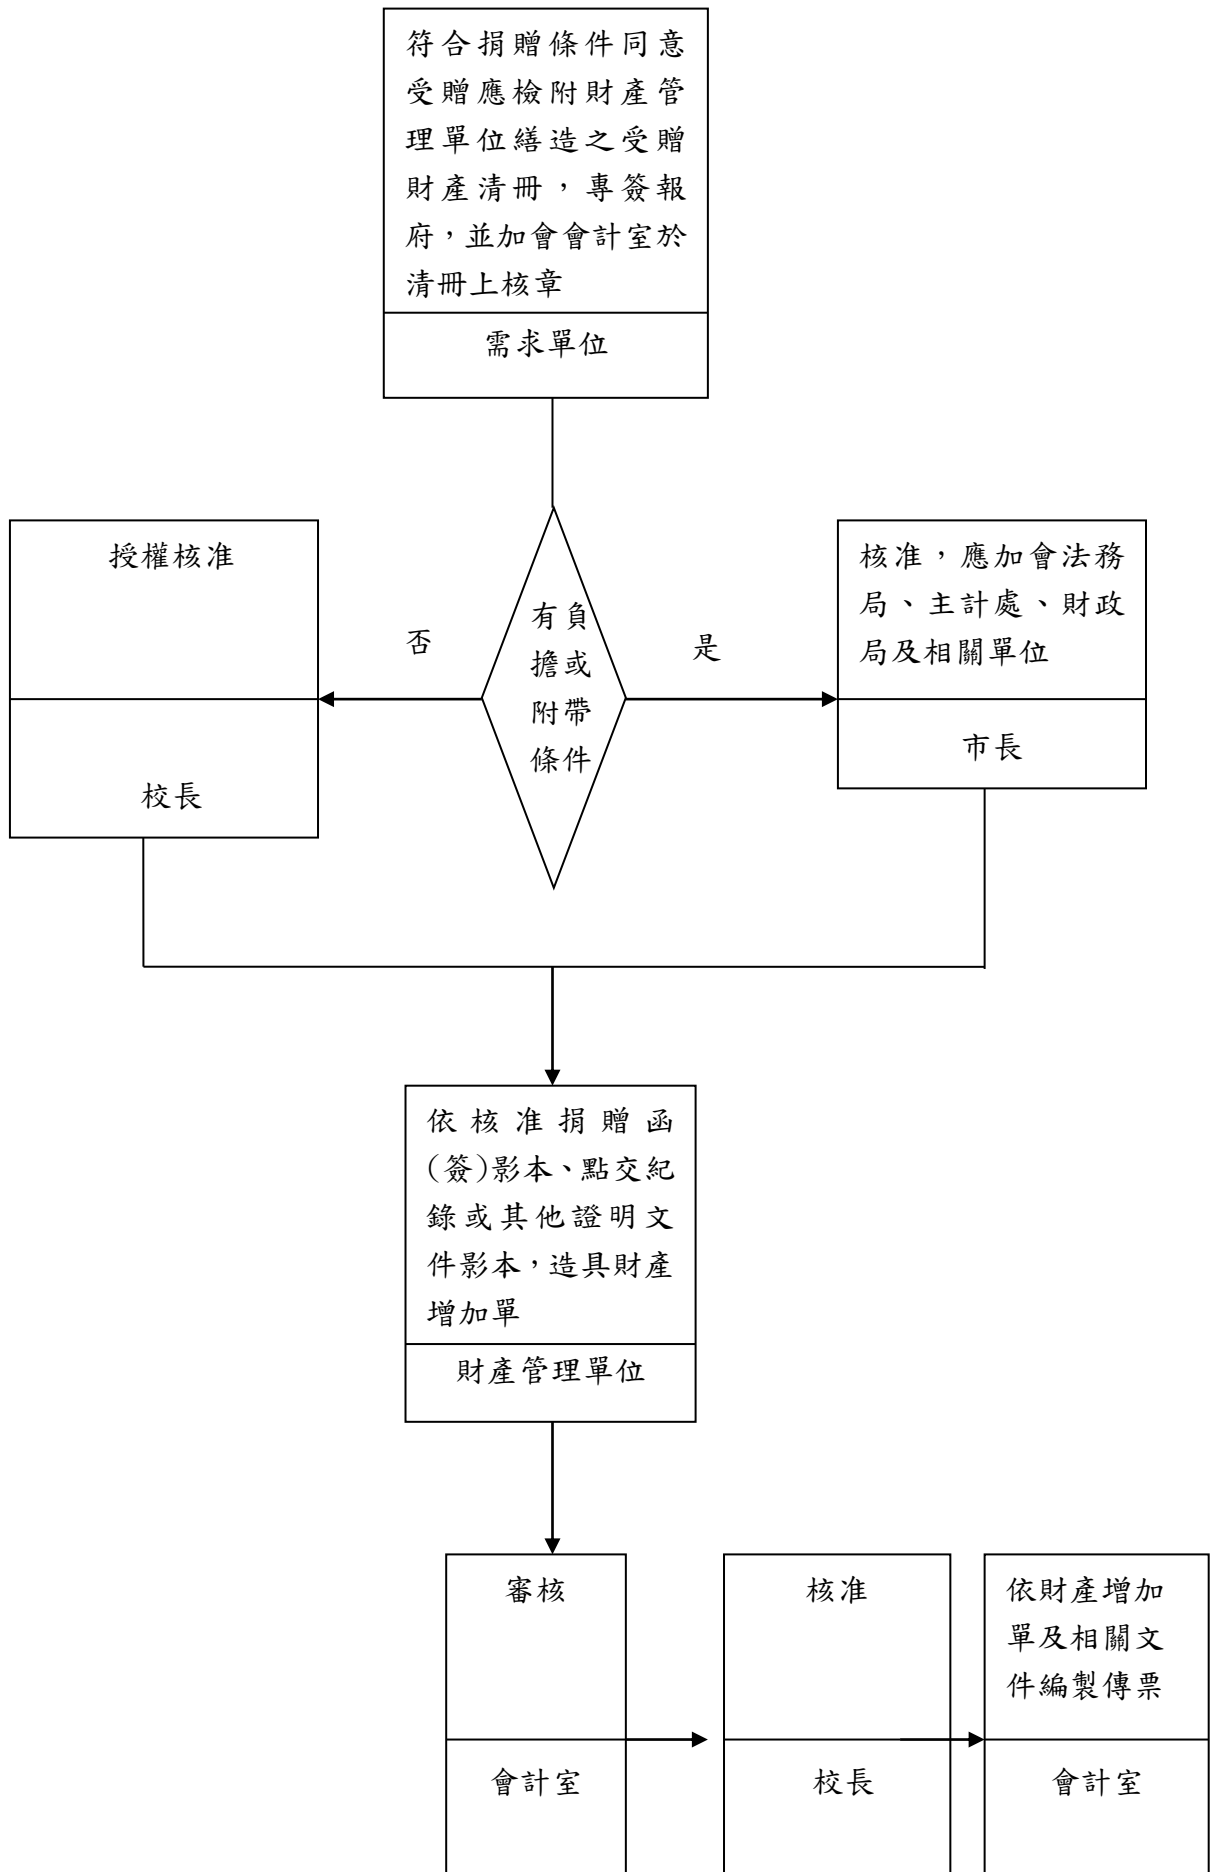 符合捐贈條件同意
受贈應檢附財產管
理單位繕造之受贈
財產清冊，專簽報
府，並加會會計室於
清冊上核章
需求單位
授權核准
校長
否
有負
擔或
附帶
條件
是
核准，應加會法務
局、主計處、財政
局及相關單位
市長
依核准捐贈函
(簽)影本、點交紀
錄或其他證明文
件影本，造具財產
增加單
財產管理單位
審核
會計室
核准
校長
依財產增加
單及相關文
件編製傳票
會計室